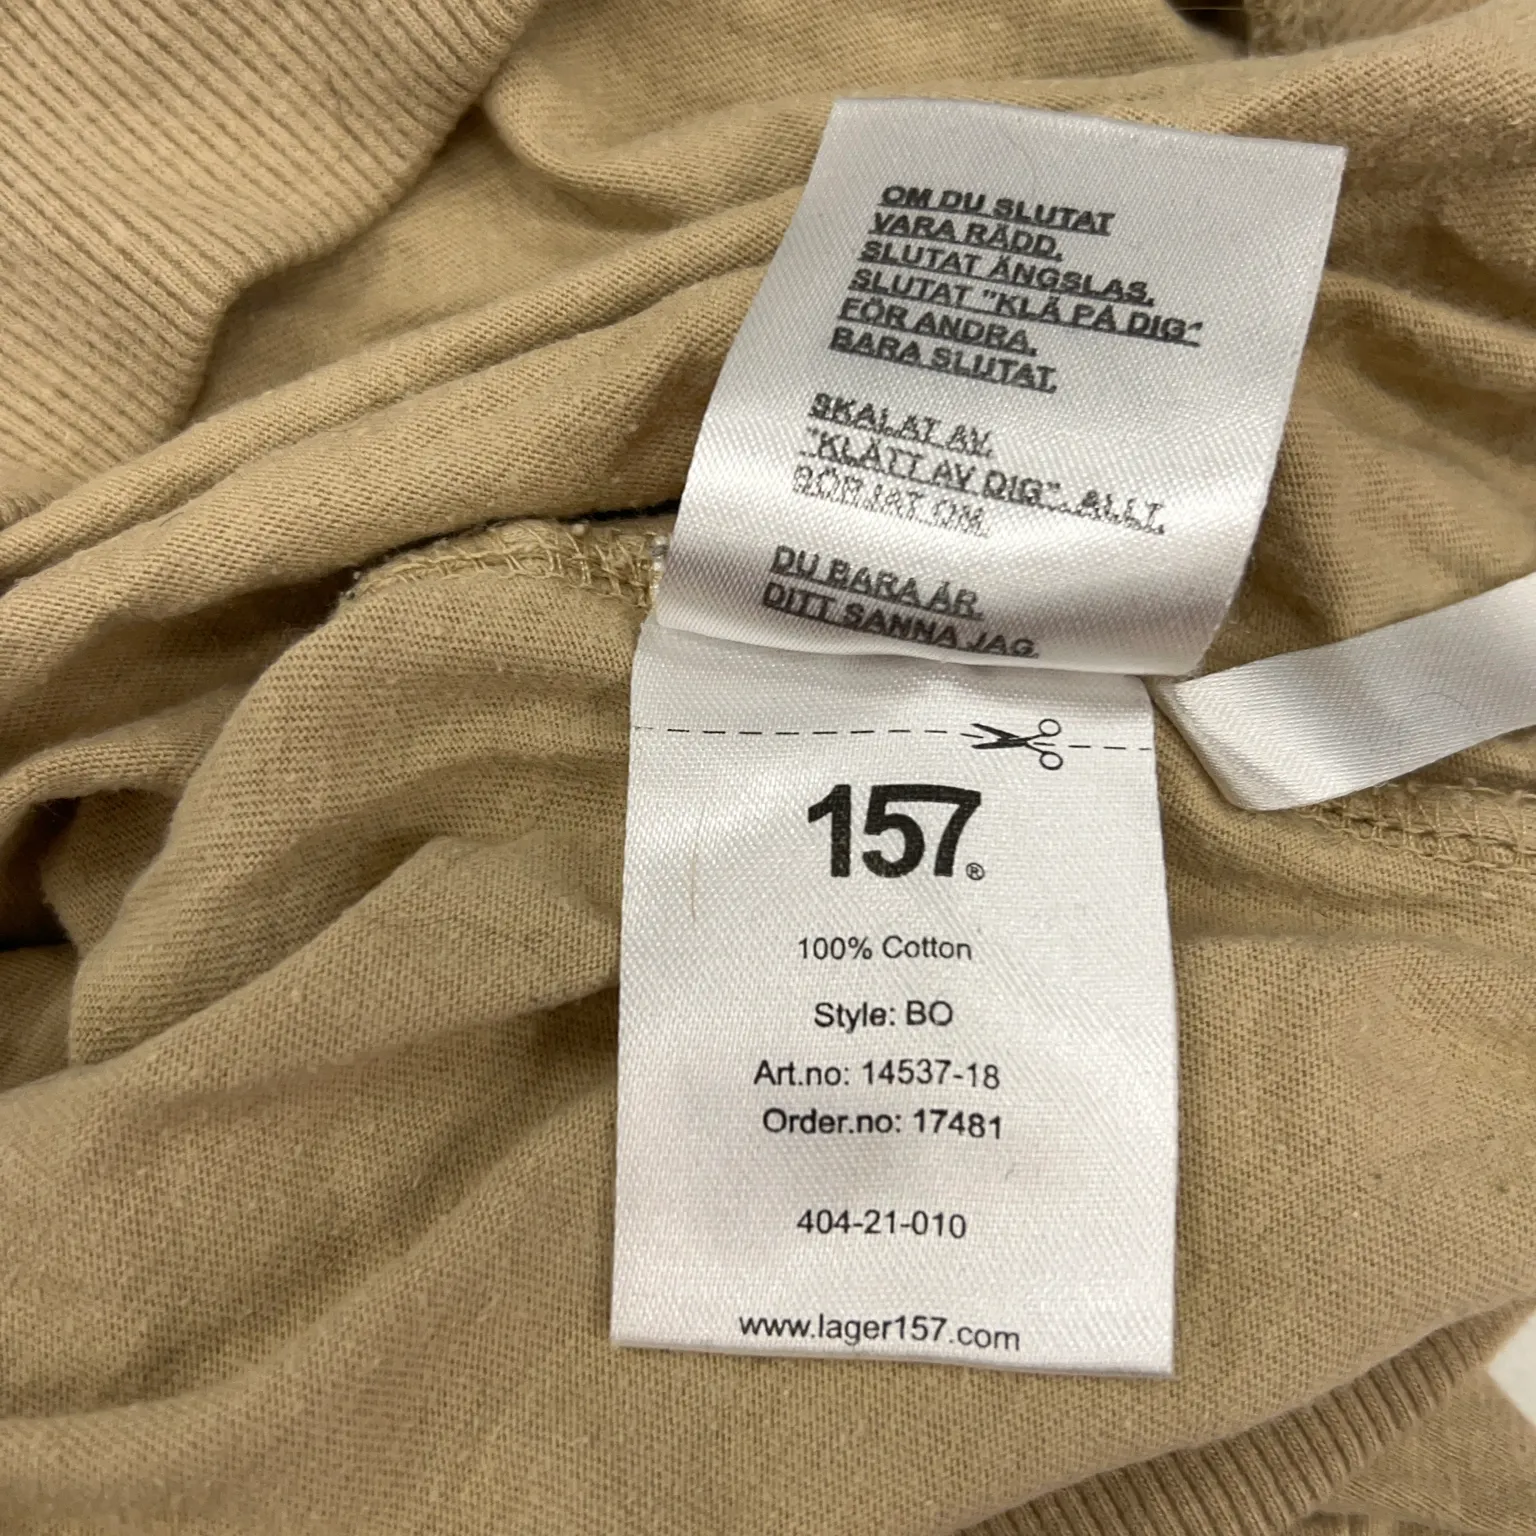 OM DU SLUTAT
VARA RÄDD.
SLUTAT ÄNGSLAS.
SLUTAT "KLÄ PÅ DIG"
FÖR ANDRA.
BARA SLUTAT.
SKALAT AV.
"KLÄTT AV DIG". ALLT.
BÖRJAT OM.
DU BARA ÄR.
DITT SANNA JAG.
157®
100% Cotton
Style: BO
Art.no: 14537-18
Order.no: 17481
404-21-010
www.lager157.com